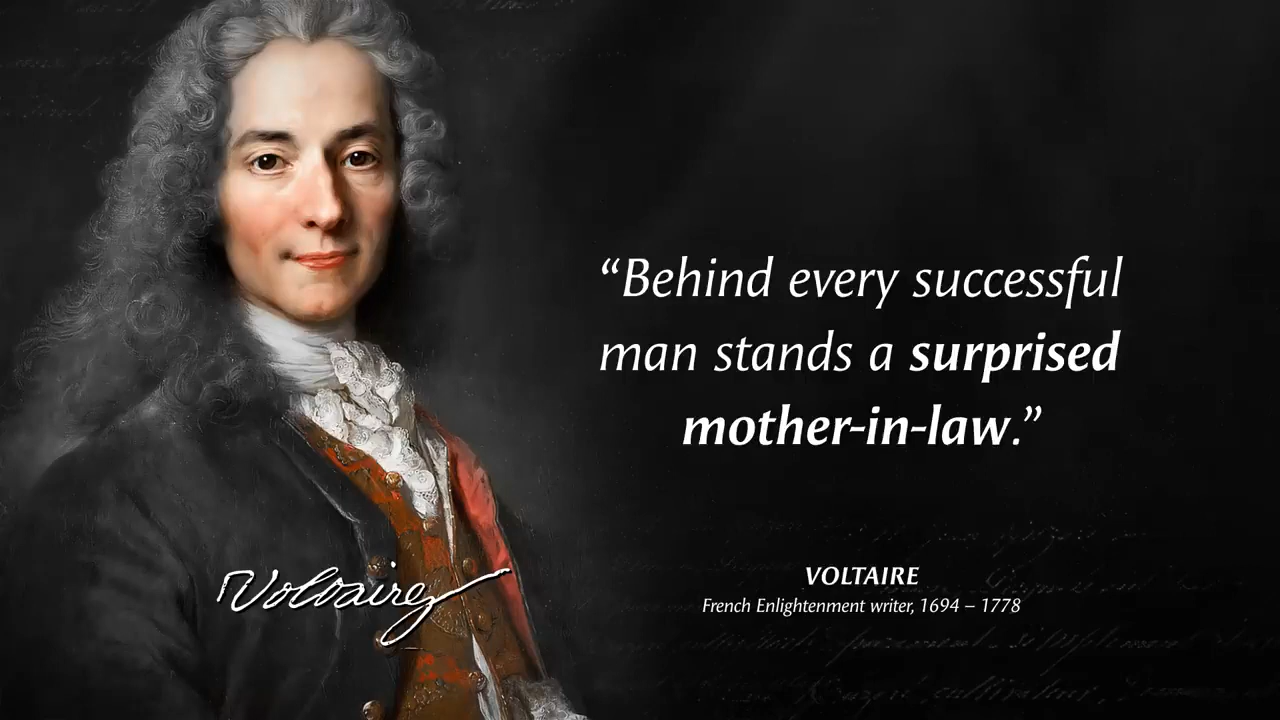 “Behind every successful
man stands a surprised
mother-in-law.”
Voltaire
VOLTAIRE
French Enlightenment writer, 1694 – 1778